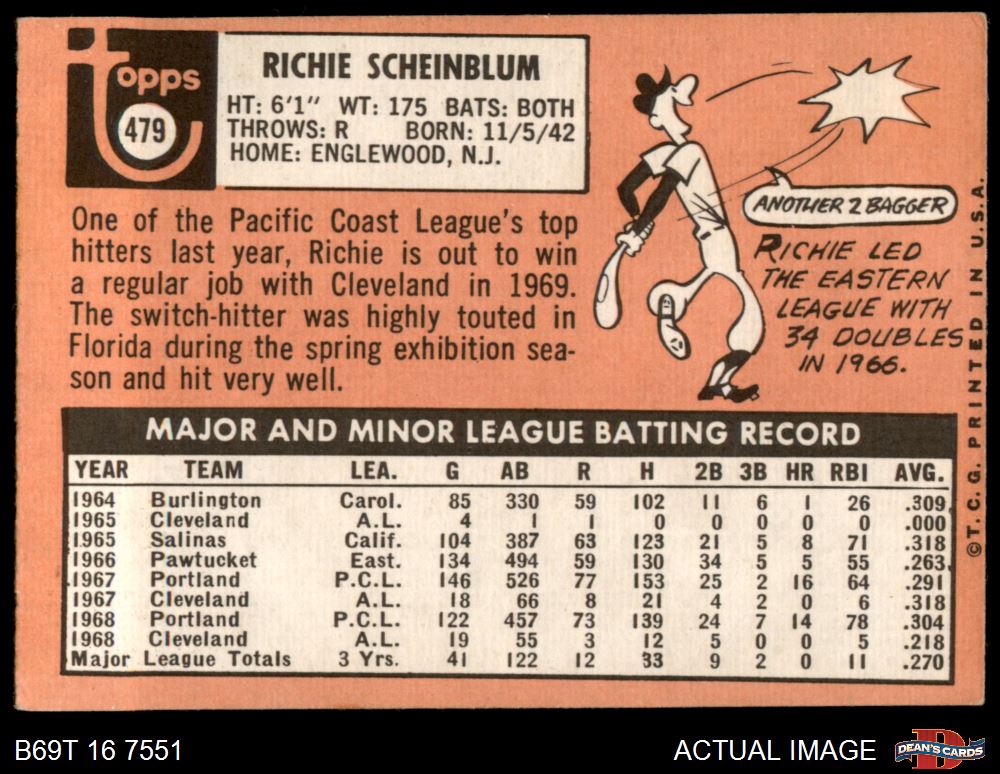 Topps
479
RICHIE SCHEINBLUM
HT: 6'1" WT: 175 BATS: BOTH
THROWS: R BORN: 11/5/42
HOME: ENGLEWOOD, N.J.
One of the Pacific Coast League's top
hitters last year, Richie is out to win
a regular job with Cleveland in 1969.
The switch-hitter was highly touted in
Florida during the spring exhibition sea-
son and hit very well.
ANOTHER 2 BAGGER
RICHIE LED
THE EASTERN
LEAGUE WITH
34 DOUBLES
IN 1966.
©T.C.G. PRINTED IN U.S.A.
MAJOR AND MINOR LEAGUE BATTING RECORD
YEAR TEAM LEA. G AB R H 2B 3B HR RBI AVG.
1964 Burlington Carol. 85 330 59 102 11 6 1 26 .309
1965 Cleveland A.L. 4 1 1 0 0 0 0 0 .000
1965 Salinas Calif. 104 387 63 123 21 5 8 71 .318
1966 Pawtucket East. 134 494 59 130 34 5 5 55 .263
1967 Portland P.C.L. 146 526 77 153 25 2 16 64 .291
1967 Cleveland A.L. 18 66 8 21 4 2 0 6 .318
1968 Portland P.C.L. 122 457 73 139 24 7 14 78 .304
1968 Cleveland A.L. 19 55 3 12 5 0 0 5 .218
Major League Totals 3 Yrs. 41 122 12 33 9 2 0 11 .270
B69T 16 7551
ACTUAL IMAGE
D
DEAN'S CARDS